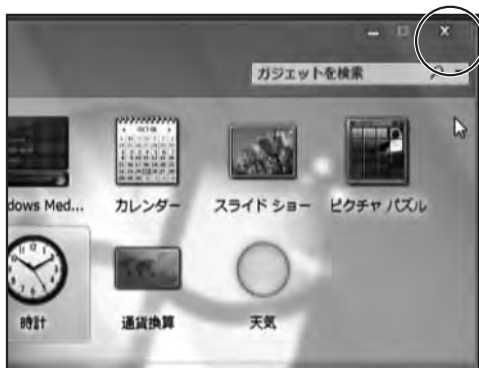 ガジェットを検索
dows Med...
カレンダー
スライド ショー
ピクチャ パズル
時計
通貨換算
天気